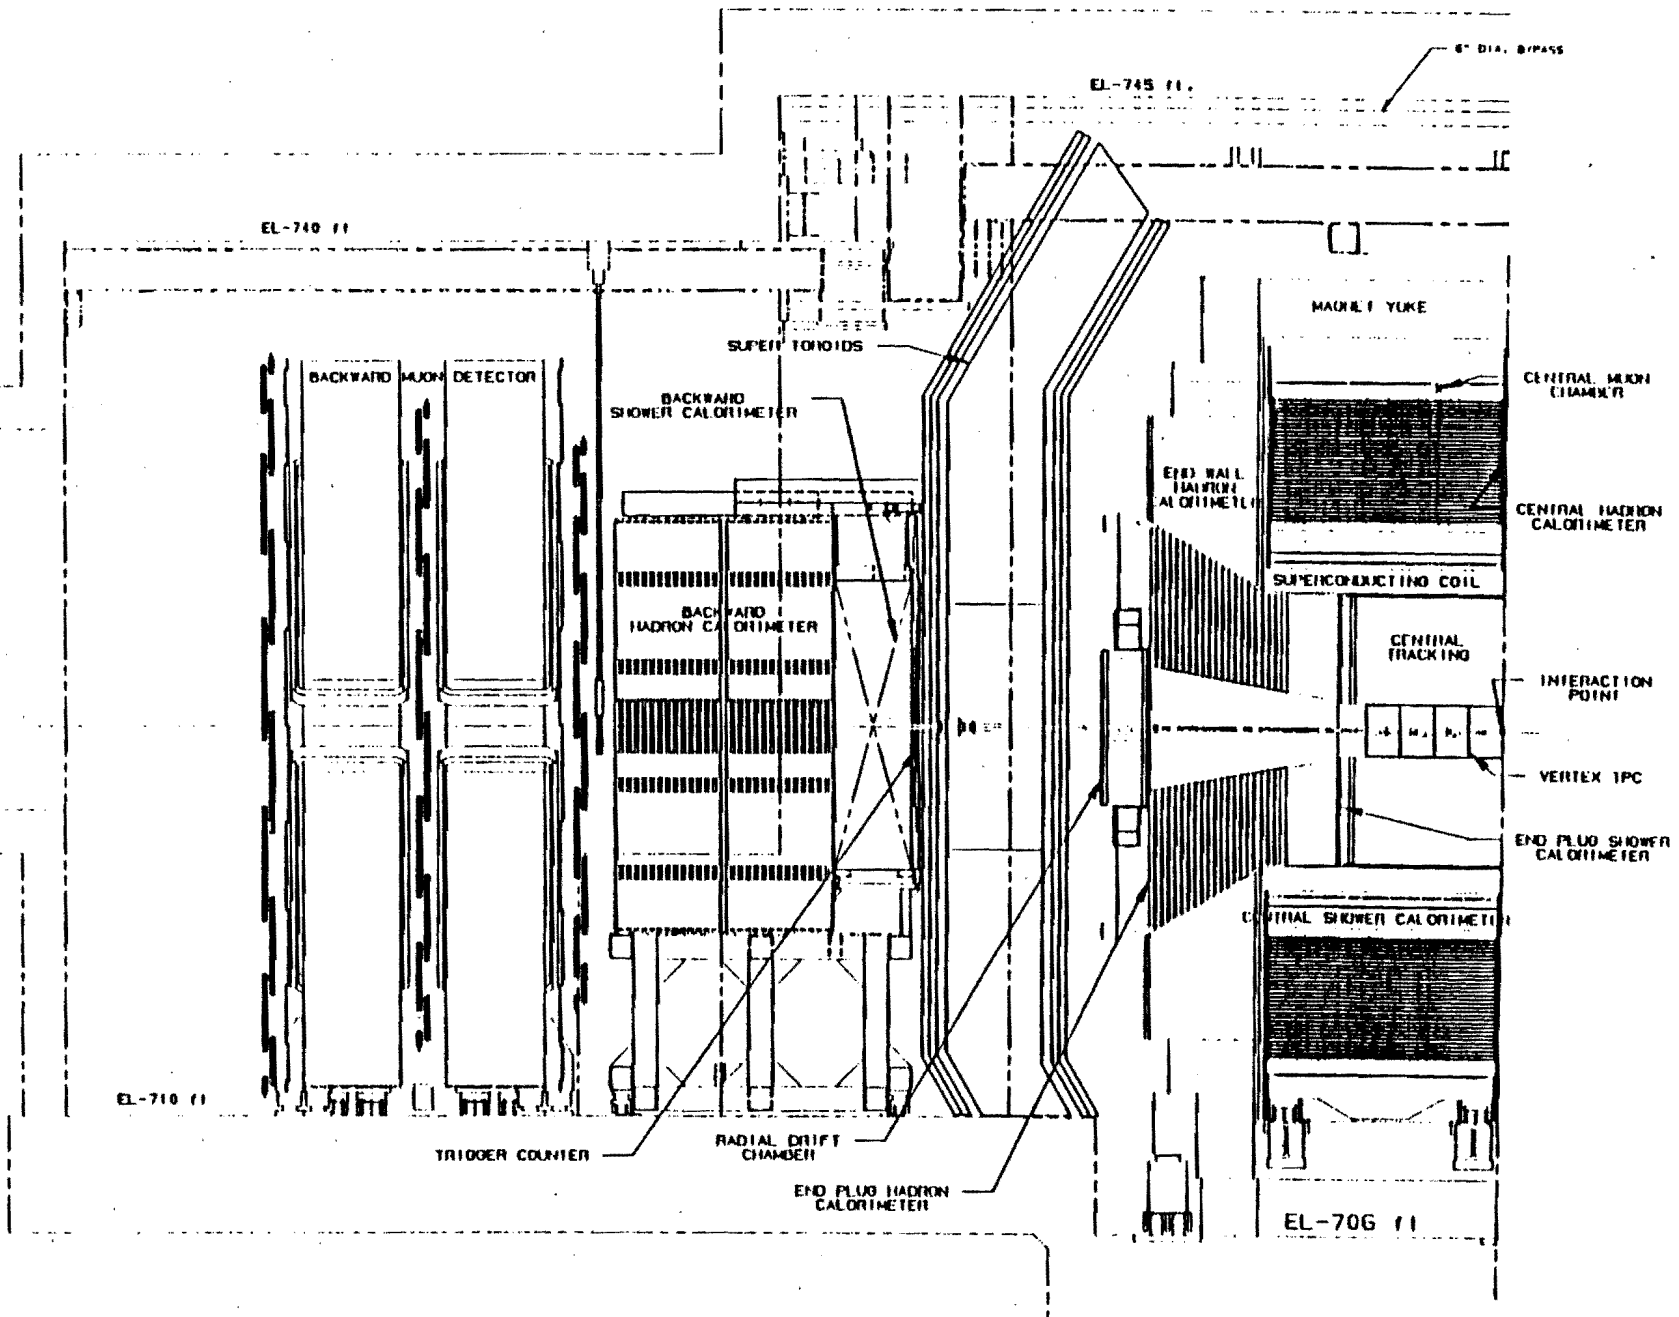 6" DIA. BYPASS
EL-745 ft.
EL-740 ft
MAGNET YOKE
SUPER TOROIDS
BACKWARD MUON DETECTOR
CENTRAL MUON
CHAMBER
BACKWARD
SHOWER CALORIMETER
END WALL
HADRON
CALORIMETER
CENTRAL HADRON
CALORIMETER
SUPERCONDUCTING COIL
BACKWARD
HADRON CALORIMETER
CENTRAL
TRACKING
INTERACTION
POINT
VERTEX TPC
END PLUG SHOWER
CALORIMETER
CENTRAL SHOWER CALORIMETER
EL-710 ft
TRIGGER COUNTER
RADIAL DRIFT
CHAMBER
END PLUG HADRON
CALORIMETER
EL-706 ft